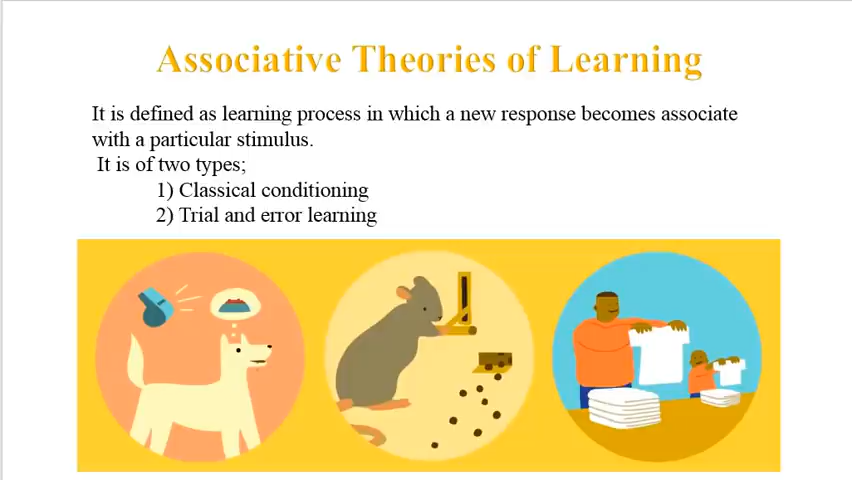 Associative Theories of Learning
It is defined as learning process in which a new response becomes associate
with a particular stimulus.
It is of two types;
1) Classical conditioning
2) Trial and error learning